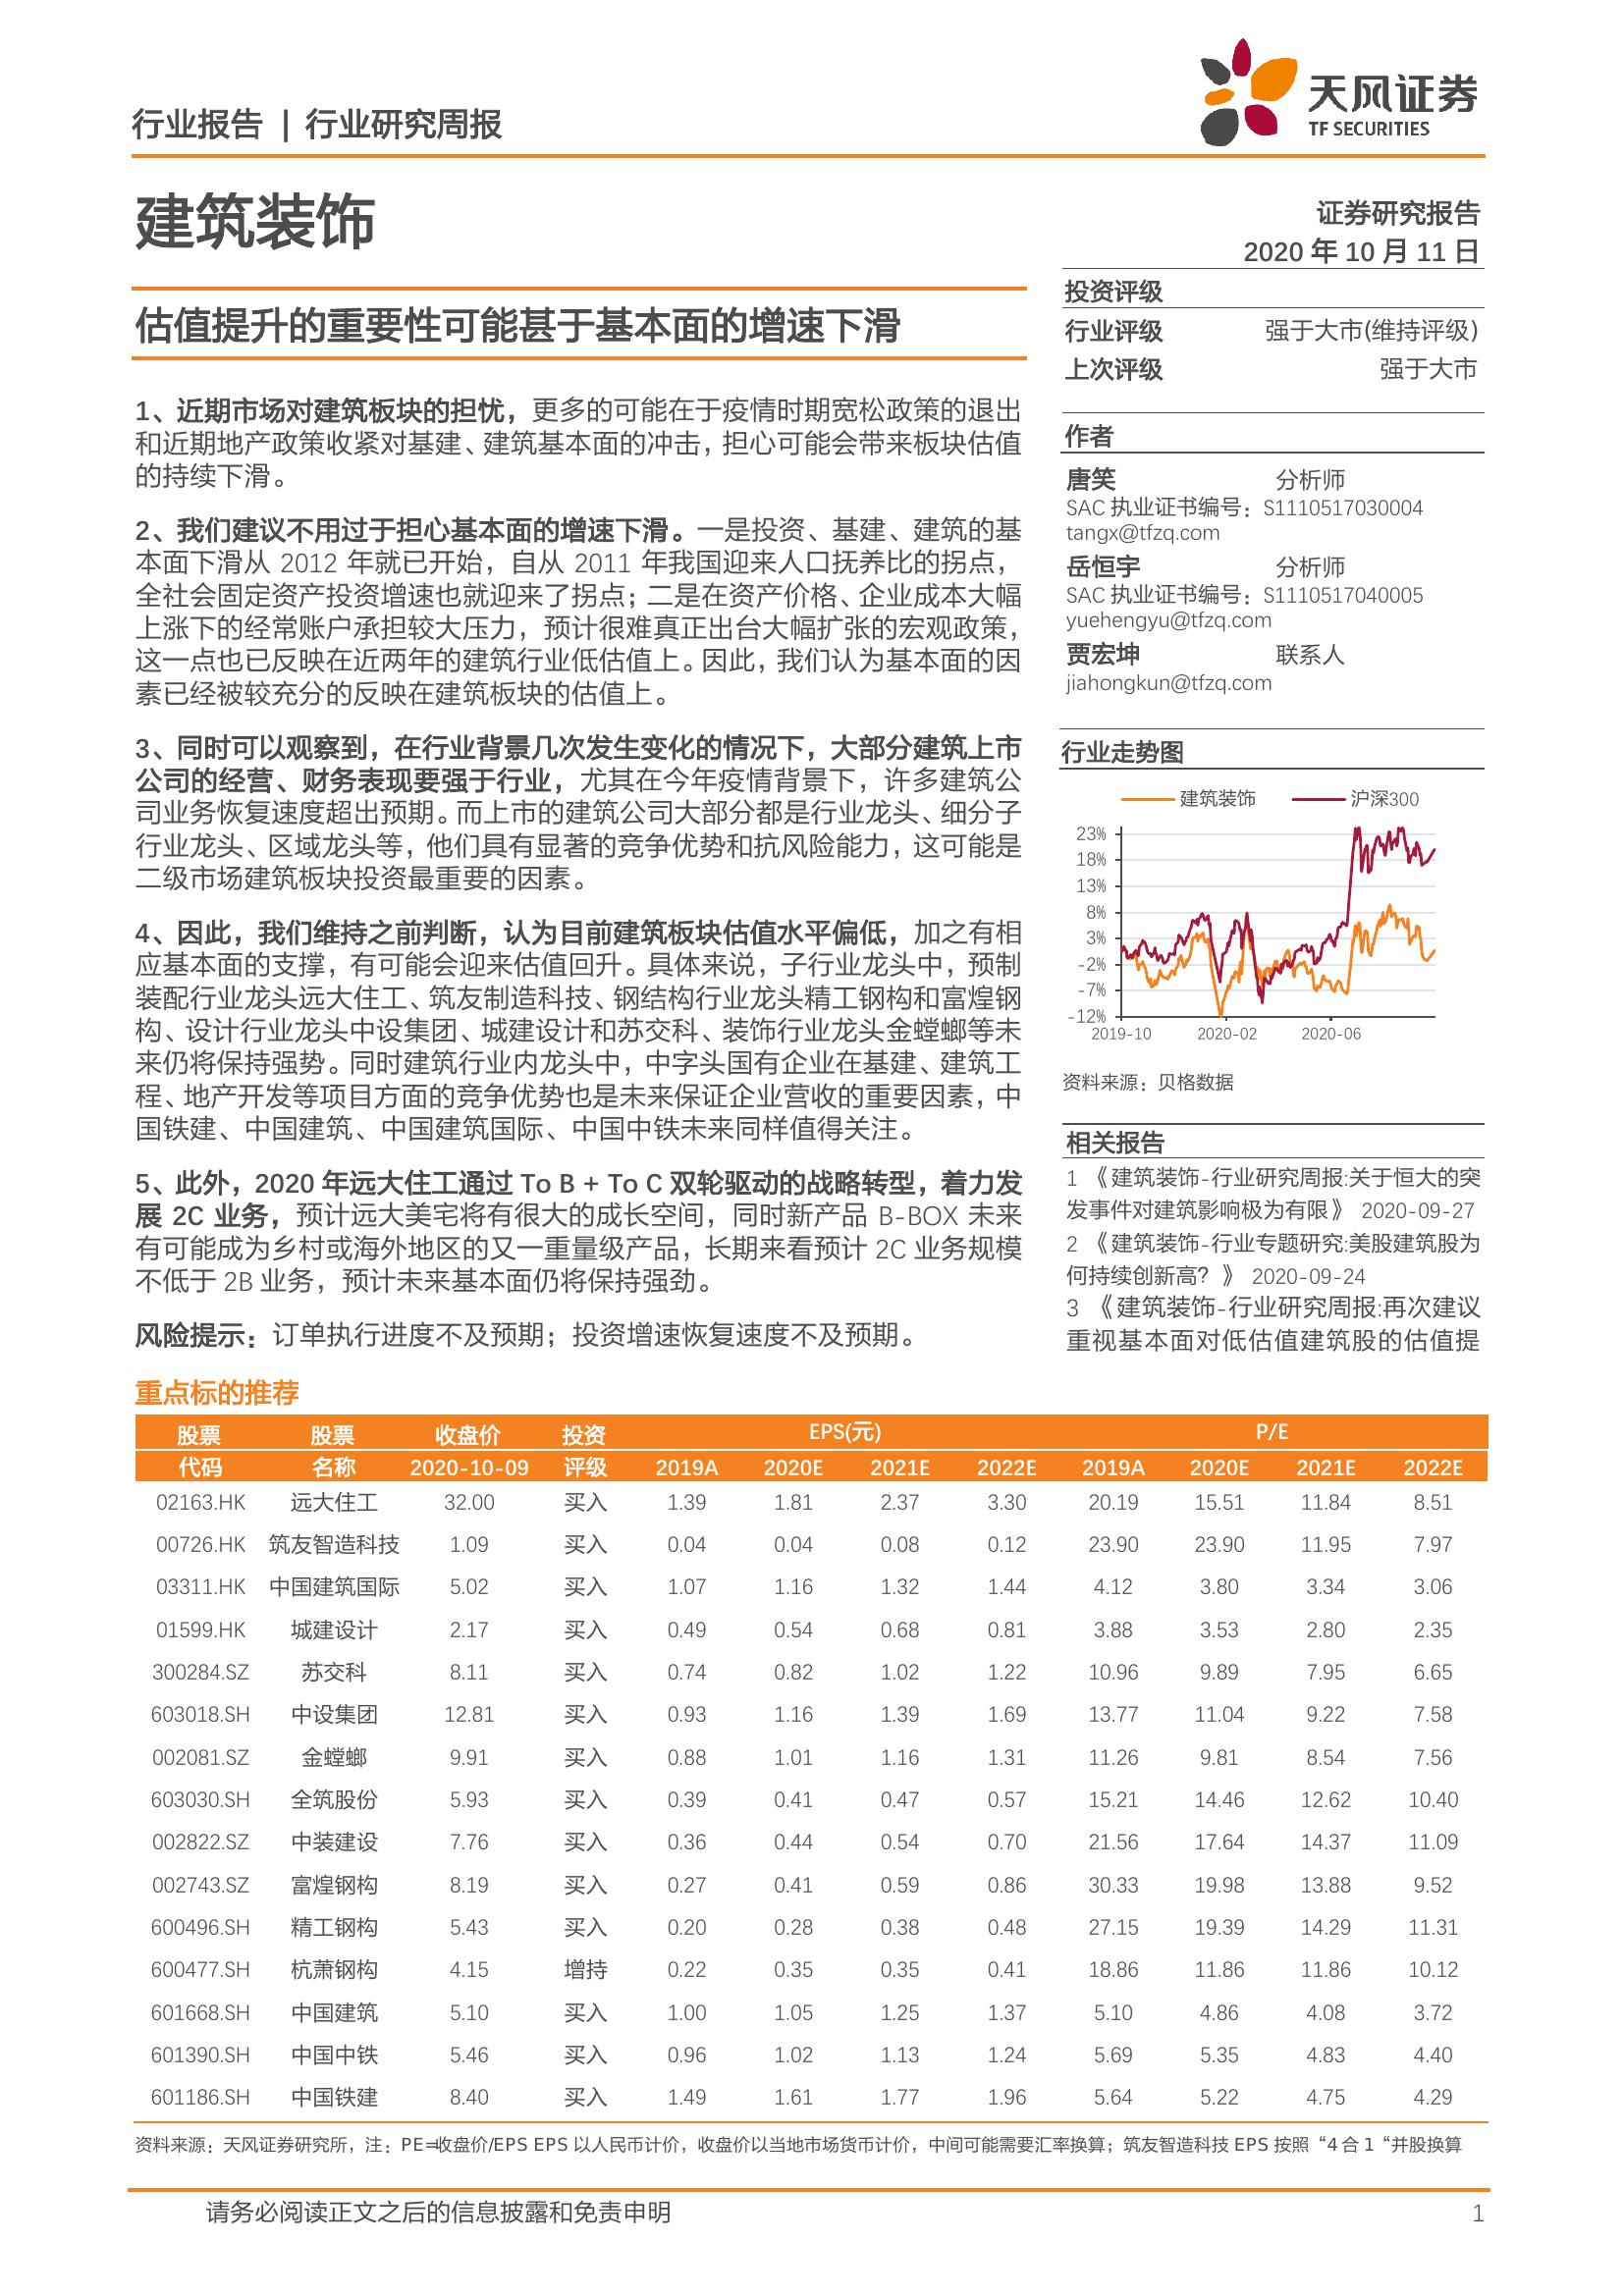 行业报告 | 行业研究周报
天风证券
TF SECURITIES
建筑装饰
证券研究报告
2020 年 10 月 11 日
估值提升的重要性可能甚于基本面的增速下滑
1、近期市场对建筑板块的担忧，更多的可能在于疫情时期宽松政策的退出
和近期地产政策收紧对基建、建筑基本面的冲击，担心可能会带来板块估值
的持续下滑。
2、我们建议不用过于担心基本面的增速下滑。一是投资、基建、建筑的基
本面下滑从 2012 年就已开始，自从 2011 年我国迎来人口抚养比的拐点，
全社会固定资产投资增速也就迎来了拐点；二是在资产价格、企业成本大幅
上涨下的经常账户承担较大压力，预计很难真正出台大幅扩张的宏观政策，
这一点也已反映在近两年的建筑行业低估值上。因此，我们认为基本面的因
素已经被较充分的反映在建筑板块的估值上。
3、同时可以观察到，在行业背景几次发生变化的情况下，大部分建筑上市
公司的经营、财务表现要强于行业，尤其在今年疫情背景下，许多建筑公
司业务恢复速度超出预期。而上市的建筑公司大部分都是行业龙头、细分子
行业龙头、区域龙头等，他们具有显著的竞争优势和抗风险能力，这可能是
二级市场建筑板块投资最重要的因素。
4、因此，我们维持之前判断，认为目前建筑板块估值水平偏低，加之有相
应基本面的支撑，有可能会迎来估值回升。具体来说，子行业龙头中，预制
装配行业龙头远大住工、筑友制造科技、钢结构行业龙头精工钢构和富煌钢
构、设计行业龙头中设集团、城建设计和苏交科、装饰行业龙头金螳螂等未
来仍将保持强势。同时建筑行业内龙头中，中字头国有企业在基建、建筑工
程、地产开发等项目方面的竞争优势也是未来保证企业营收的重要因素，中
国铁建、中国建筑、中国建筑国际、中国中铁未来同样值得关注。
5、此外，2020 年远大住工通过 To B + To C 双轮驱动的战略转型，着力发
展 2C 业务，预计远大美宅将有很大的成长空间，同时新产品 B-BOX 未来
有可能成为乡村或海外地区的又一重量级产品，长期来看预计 2C 业务规模
不低于 2B 业务，预计未来基本面仍将保持强劲。
风险提示：订单执行进度不及预期；投资增速恢复速度不及预期。
投资评级
行业评级 强于大市(维持评级)
上次评级 强于大市
作者
唐笑 分析师
SAC 执业证书编号：S1110517030004
tangx@tfzq.com
岳恒宇 分析师
SAC 执业证书编号：S1110517040005
yuehengyu@tfzq.com
贾宏坤 联系人
jiahongkun@tfzq.com
行业走势图
建筑装饰 沪深300
23%
18%
13%
8%
3%
-2%
-7%
-12%
2019-10 2020-02 2020-06
资料来源：贝格数据
相关报告
1 《建筑装饰-行业研究周报:关于恒大的突
发事件对建筑影响极为有限》 2020-09-27
2 《建筑装饰-行业专题研究:美股建筑股为
何持续创新高？》 2020-09-24
3 《建筑装饰-行业研究周报:再次建议
重视基本面对低估值建筑股的估值提
重点标的推荐
股票 股票 收盘价 投资 EPS(元) P/E
代码 名称 2020-10-09 评级 2019A 2020E 2021E 2022E 2019A 2020E 2021E 2022E
02163.HK 远大住工 32.00 买入 1.39 1.81 2.37 3.30 20.19 15.51 11.84 8.51
00726.HK 筑友智造科技 1.09 买入 0.04 0.04 0.08 0.12 23.90 23.90 11.95 7.97
03311.HK 中国建筑国际 5.02 买入 1.07 1.16 1.32 1.44 4.12 3.80 3.34 3.06
01599.HK 城建设计 2.17 买入 0.49 0.54 0.68 0.81 3.88 3.53 2.80 2.35
300284.SZ 苏交科 8.11 买入 0.74 0.82 1.02 1.22 10.96 9.89 7.95 6.65
603018.SH 中设集团 12.81 买入 0.93 1.16 1.39 1.69 13.77 11.04 9.22 7.58
002081.SZ 金螳螂 9.91 买入 0.88 1.01 1.16 1.31 11.26 9.81 8.54 7.56
603030.SH 全筑股份 5.93 买入 0.39 0.41 0.47 0.57 15.21 14.46 12.62 10.40
002822.SZ 中装建设 7.76 买入 0.36 0.44 0.54 0.70 21.56 17.64 14.37 11.09
002743.SZ 富煌钢构 8.19 买入 0.27 0.41 0.59 0.86 30.33 19.98 13.88 9.52
600496.SH 精工钢构 5.43 买入 0.20 0.28 0.38 0.48 27.15 19.39 14.29 11.31
600477.SH 杭萧钢构 4.15 增持 0.22 0.35 0.35 0.41 18.86 11.86 11.86 10.12
601668.SH 中国建筑 5.10 买入 1.00 1.05 1.25 1.37 5.10 4.86 4.08 3.72
601390.SH 中国中铁 5.46 买入 0.96 1.02 1.13 1.24 5.69 5.35 4.83 4.40
601186.SH 中国铁建 8.40 买入 1.49 1.61 1.77 1.96 5.64 5.22 4.75 4.29
资料来源：天风证券研究所，注：PE=收盘价/EPS EPS 以人民币计价，收盘价以当地市场货币计价，中间可能需要汇率换算；筑友智造科技 EPS 按照“4 合 1“并股换算
请务必阅读正文之后的信息披露和免责申明 1